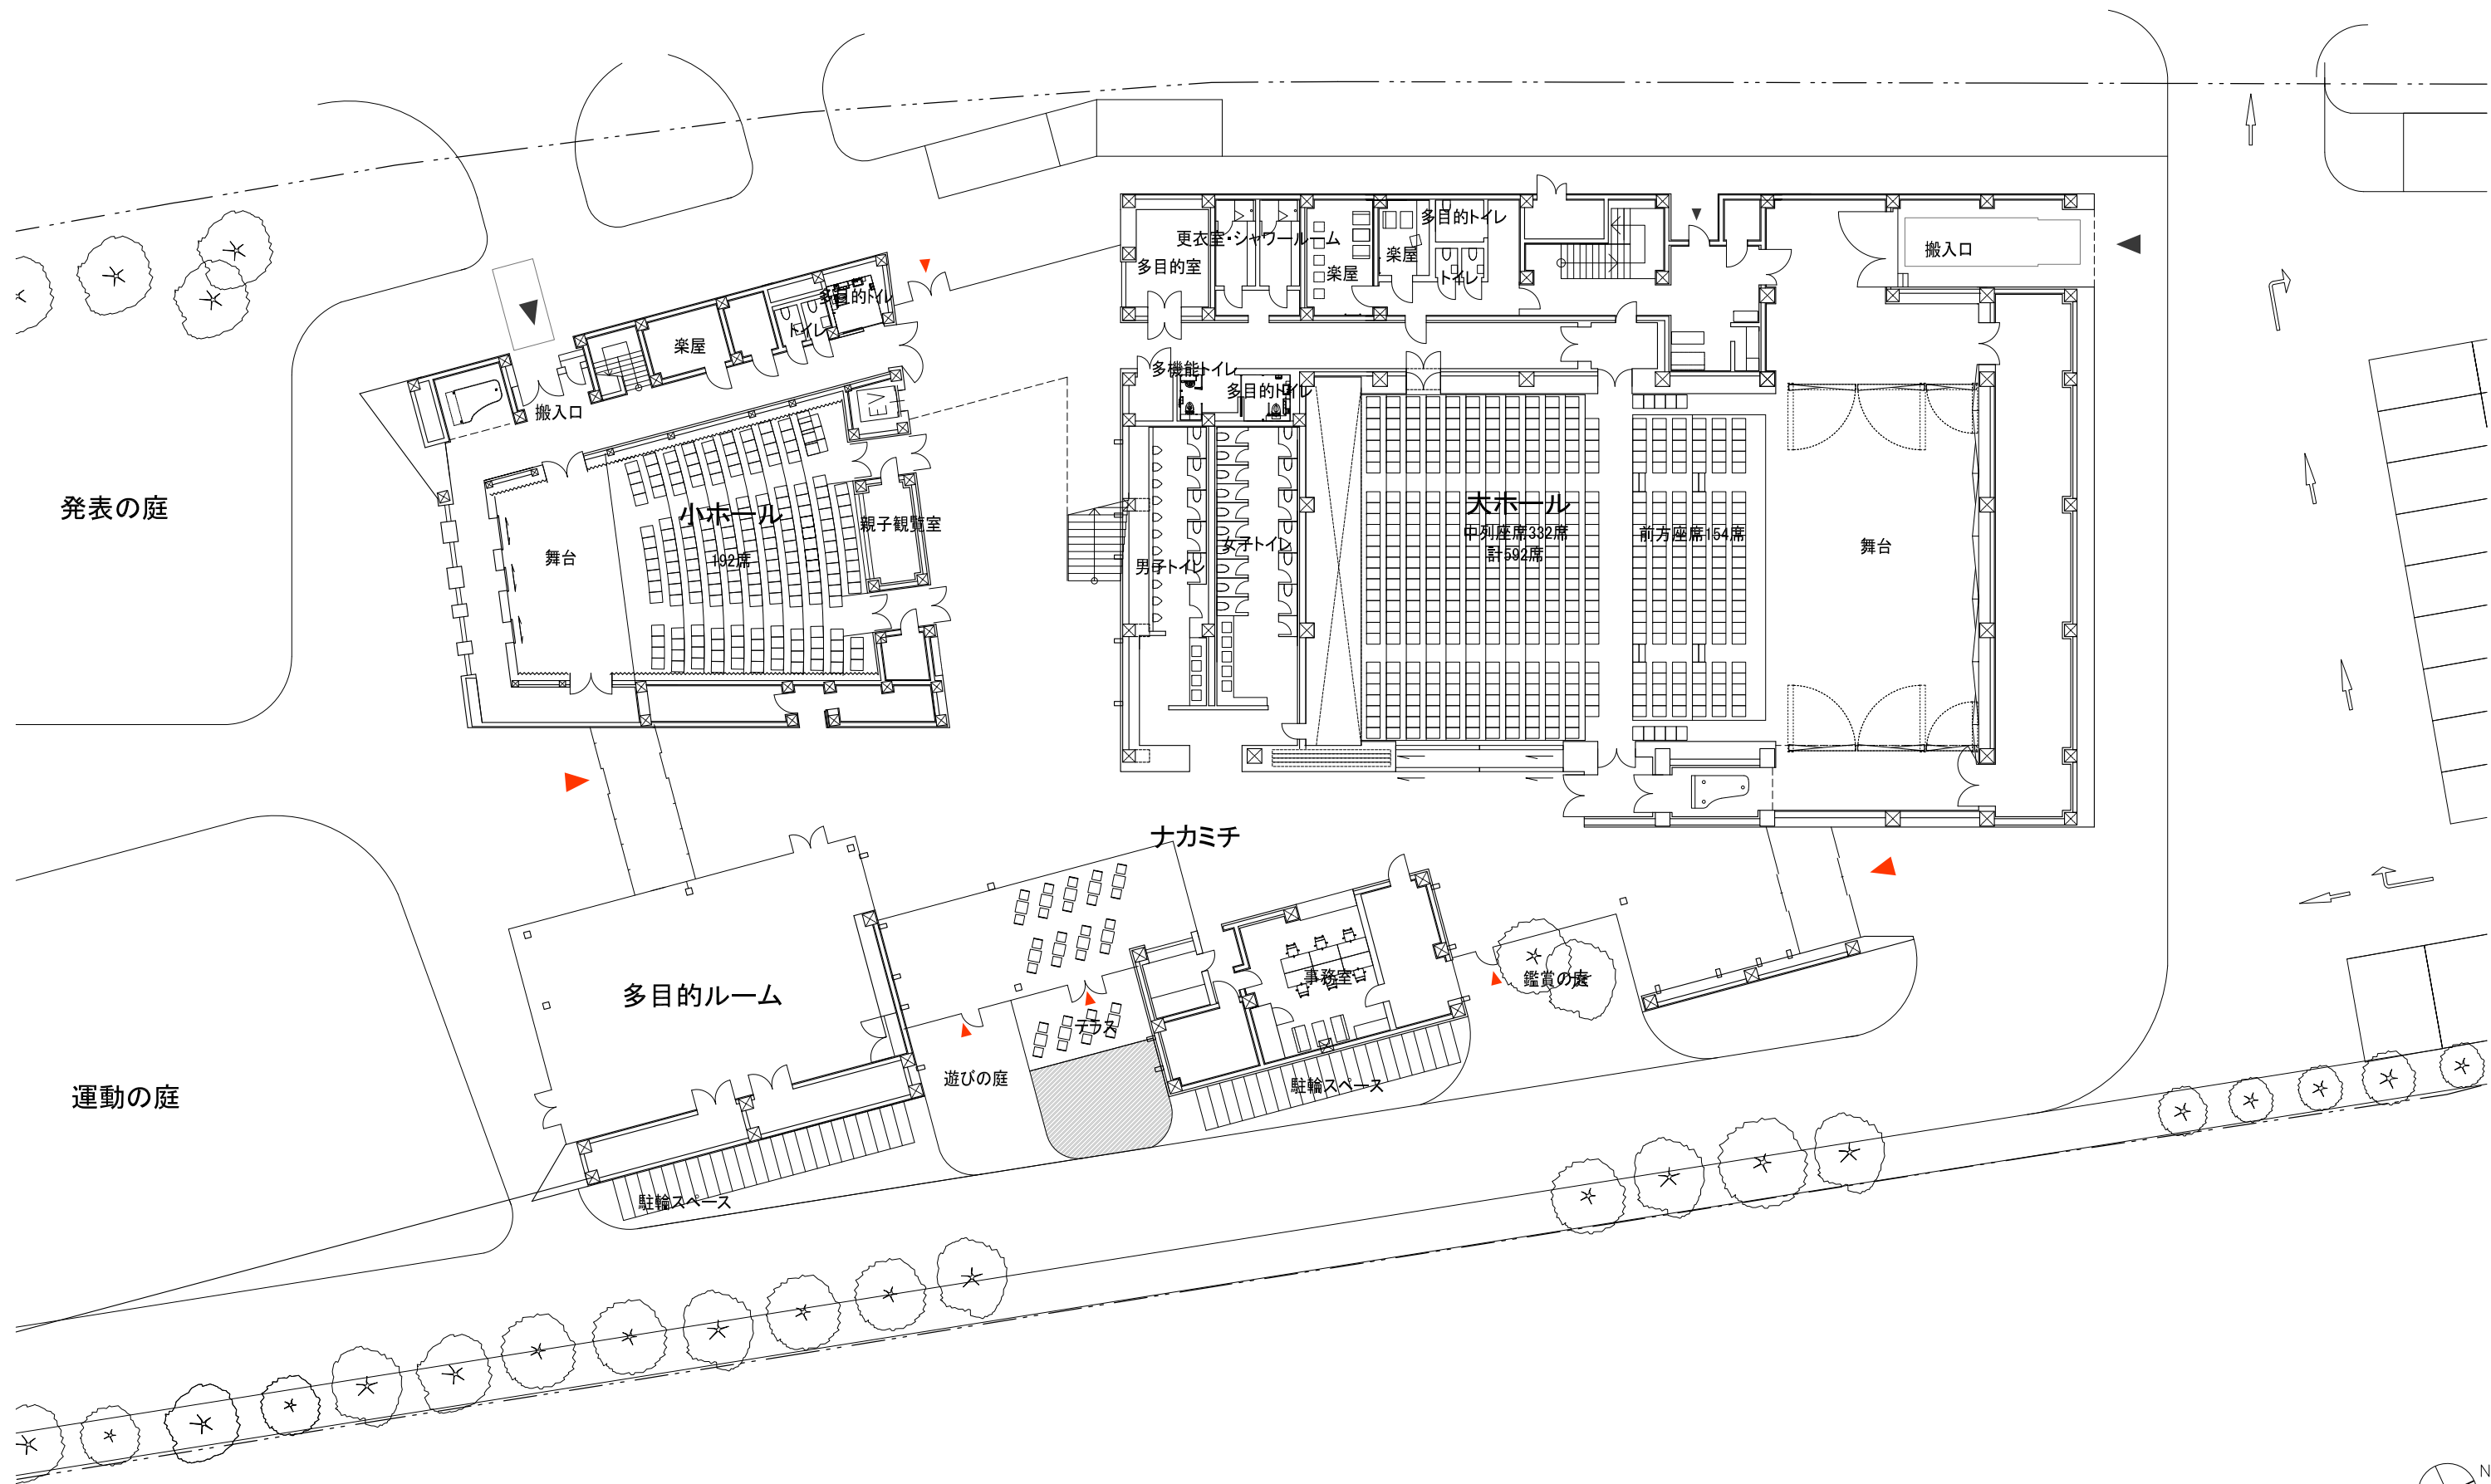 多目的トイレ
更衣室・シャワールーム
多目的室
楽屋
楽屋
トイレ
搬入口
多目的トイレ
トイレ
楽屋
搬入口
多機能トイレ
多目的トイレ
EV
発表の庭
小ホール
192席
親子観覧室
舞台
女子トイレ
男子トイレ
大ホール
中列座席332席
計592席
前方座席154席
舞台
ナカミチ
多目的ルーム
事務室
鑑賞の庭
テラス
遊びの庭
駐輪スペース
運動の庭
駐輪スペース
N